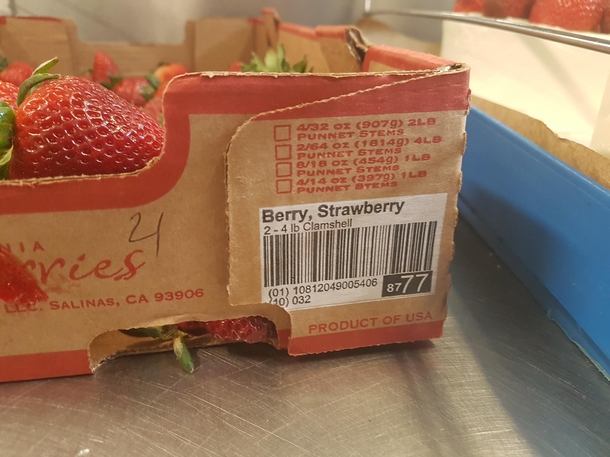 4/32 oz (907g) 2LB
PUNNET STEMS
2/64 oz (1814g) 4LB
PUNNET STEMS
8/16 oz (454g) 1LB
PUNNET STEMS
4/14 oz (397g) 1LB
PUNNET STEMS
Berry, Strawberry
2 - 4 lb Clamshell
(01) 10812049005406
(10) 032
8777
PRODUCT OF USA
21
NIA
rries
LLC. SALINAS, CA 93906